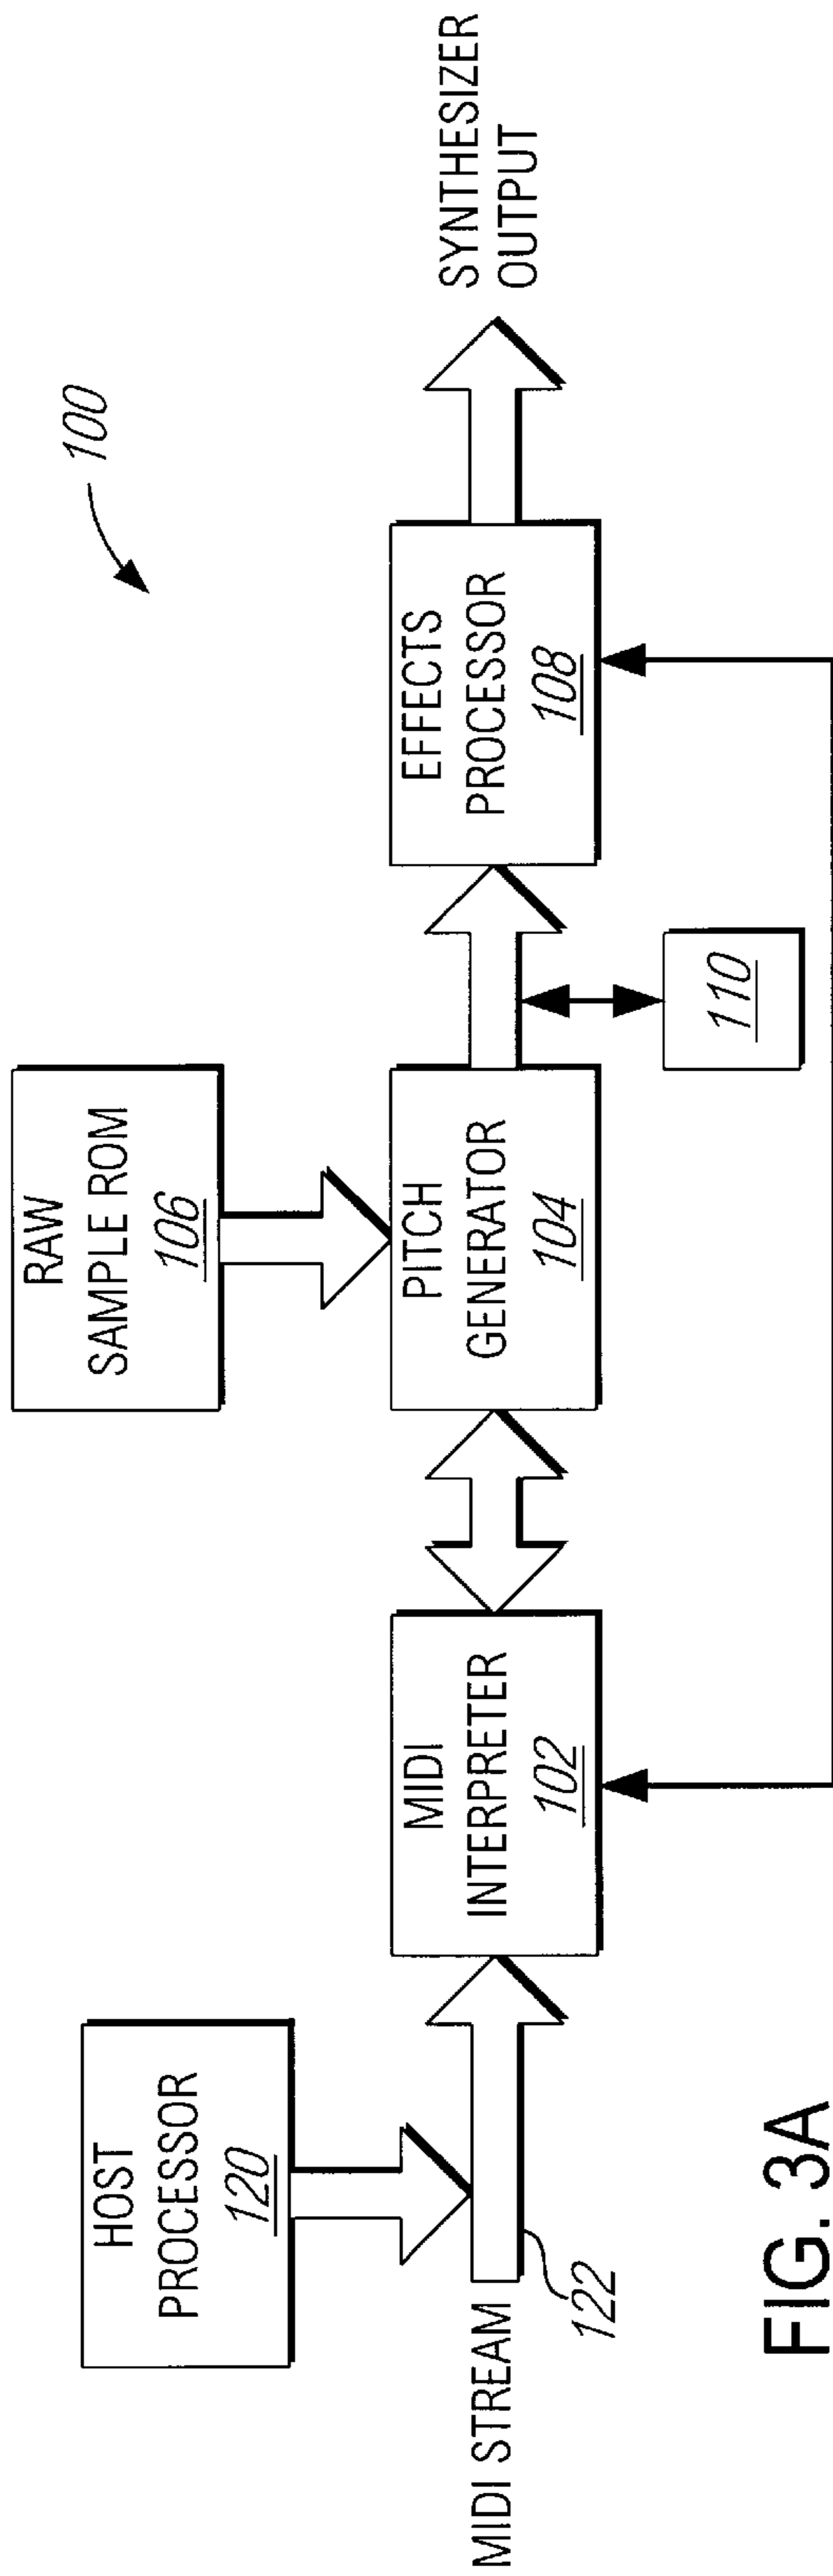 100
HOST
PROCESSOR
120
RAW
SAMPLE ROM
106
MIDI STREAM
122
MIDI
INTERPRETER
102
PITCH
GENERATOR
104
EFFECTS
PROCESSOR
108
SYNTHESIZER
OUTPUT
110
FIG. 3A